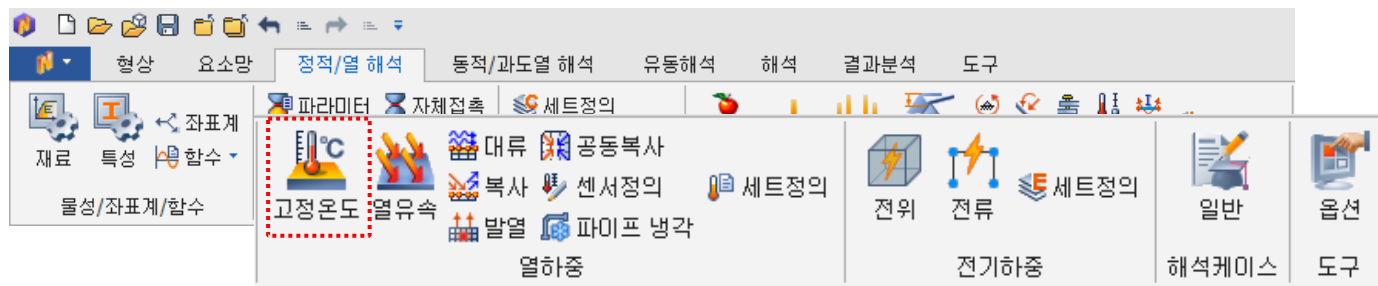 형상 요소망 정적/열 해석 동적/과도열 해석 유동해석 해석 결과분석 도구
파라미터 자체접촉 세트정의
좌표계
재료 특성 함수
물성/좌표계/함수
고정온도 열유속
대류 공동복사
복사 센서정의 세트정의
발열 파이프 냉각
열하중
전위 전류 세트정의
전기하중
일반
해석케이스
옵션
도구